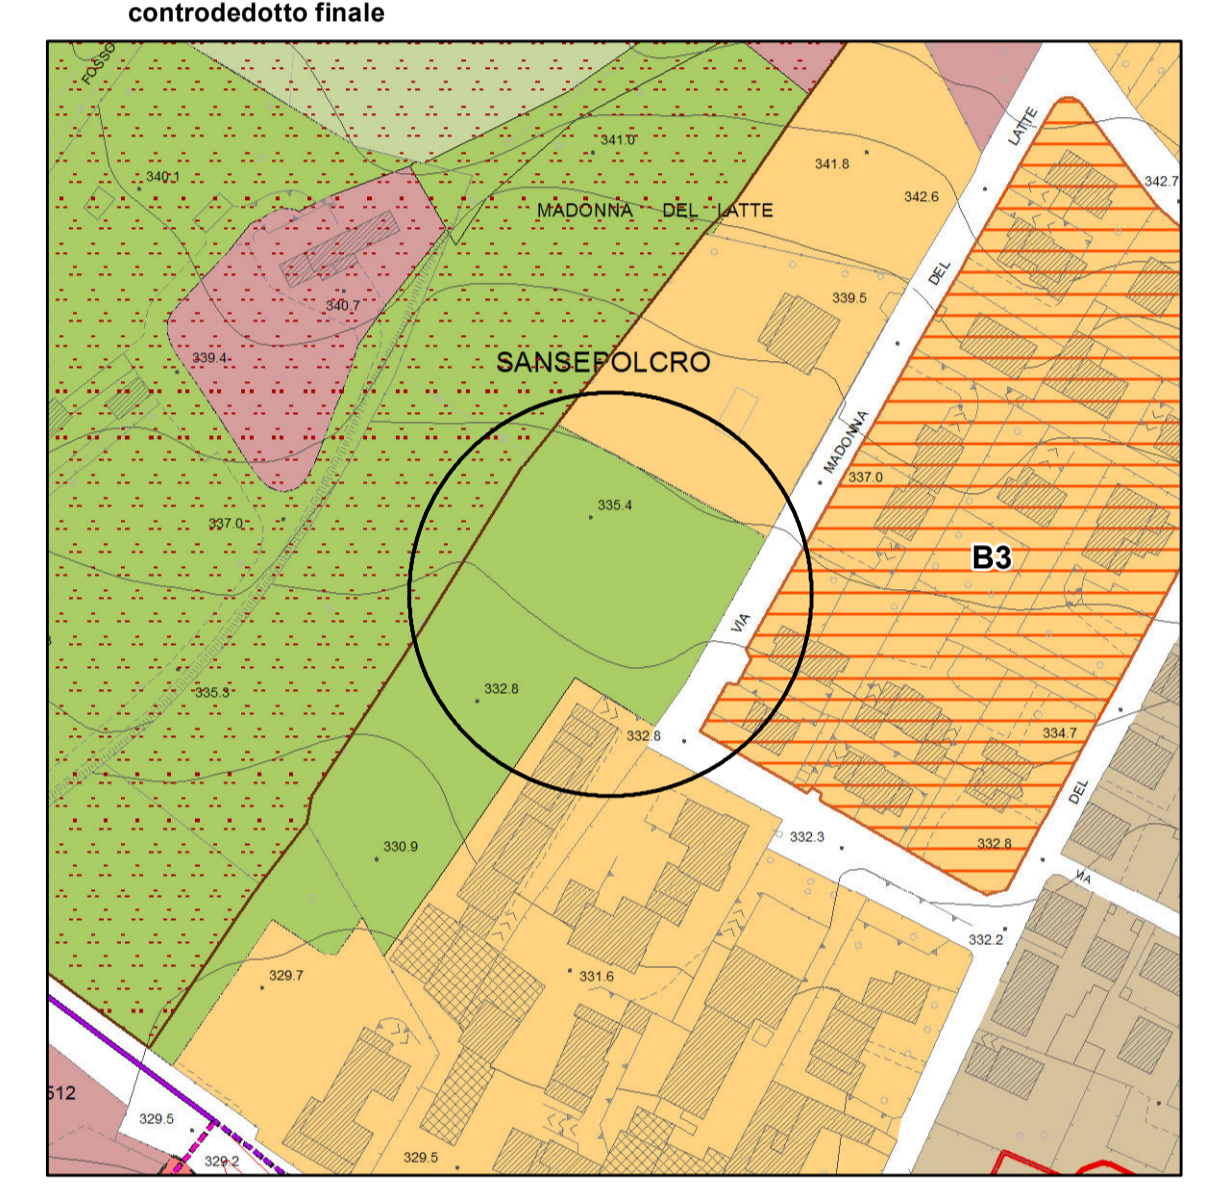 controdedotto finale
FOSSO
341.0
341.8
340.1
342.7
342.6
LATTE
MADONNA DEL LATTE
DEL
340.7
339.5
339.4
SANSEPOLCRO
MADONNA
337.0
335.4
337.0
B3
VIA
335.3
332.8
332.8
334.7
DEL
330.9
332.3
332.8
VIA
332.2
329.7
331.6
512
329.5
329.2
329.5